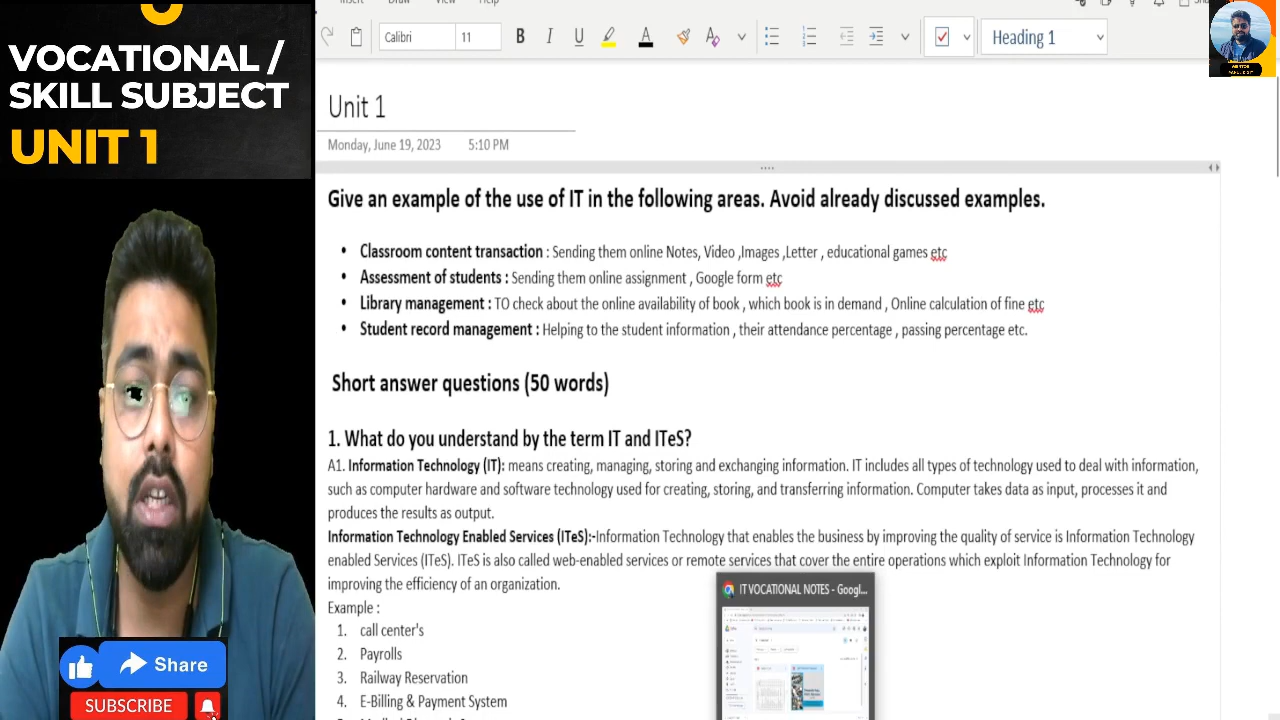 VOCATIONAL /
SKILL SUBJECT
UNIT 1
Share
SUBSCRIBE
Insert Draw View Help
Calibri 11 B I U A A Heading 1
Unit 1
Monday, June 19, 2023 5:10 PM
Give an example of the use of IT in the following areas. Avoid already discussed examples.
• Classroom content transaction : Sending them online Notes, Video ,Images ,Letter , educational games etc
• Assessment of students : Sending them online assignment , Google form etc
• Library management : TO check about the online availability of book , which book is in demand , Online calculation of fine etc
• Student record management : Helping to the student information , their attendance percentage , passing percentage etc.
Short answer questions (50 words)
1. What do you understand by the term IT and ITeS?
A1. Information Technology (IT): means creating, managing, storing and exchanging information. IT includes all types of technology used to deal with information,
such as computer hardware and software technology used for creating, storing, and transferring information. Computer takes data as input, processes it and
produces the results as output.
Information Technology Enabled Services (ITeS):-Information Technology that enables the business by improving the quality of service is Information Technology
enabled Services (ITeS). ITeS is also called web-enabled services or remote services that cover the entire operations which exploit Information Technology for
improving the efficiency of an organization.
Example :
1. Call center's
2. Payrolls
3. Railway Reservation
4. E-Billing & Payment System
IT VOCATIONAL NOTES - Googl...